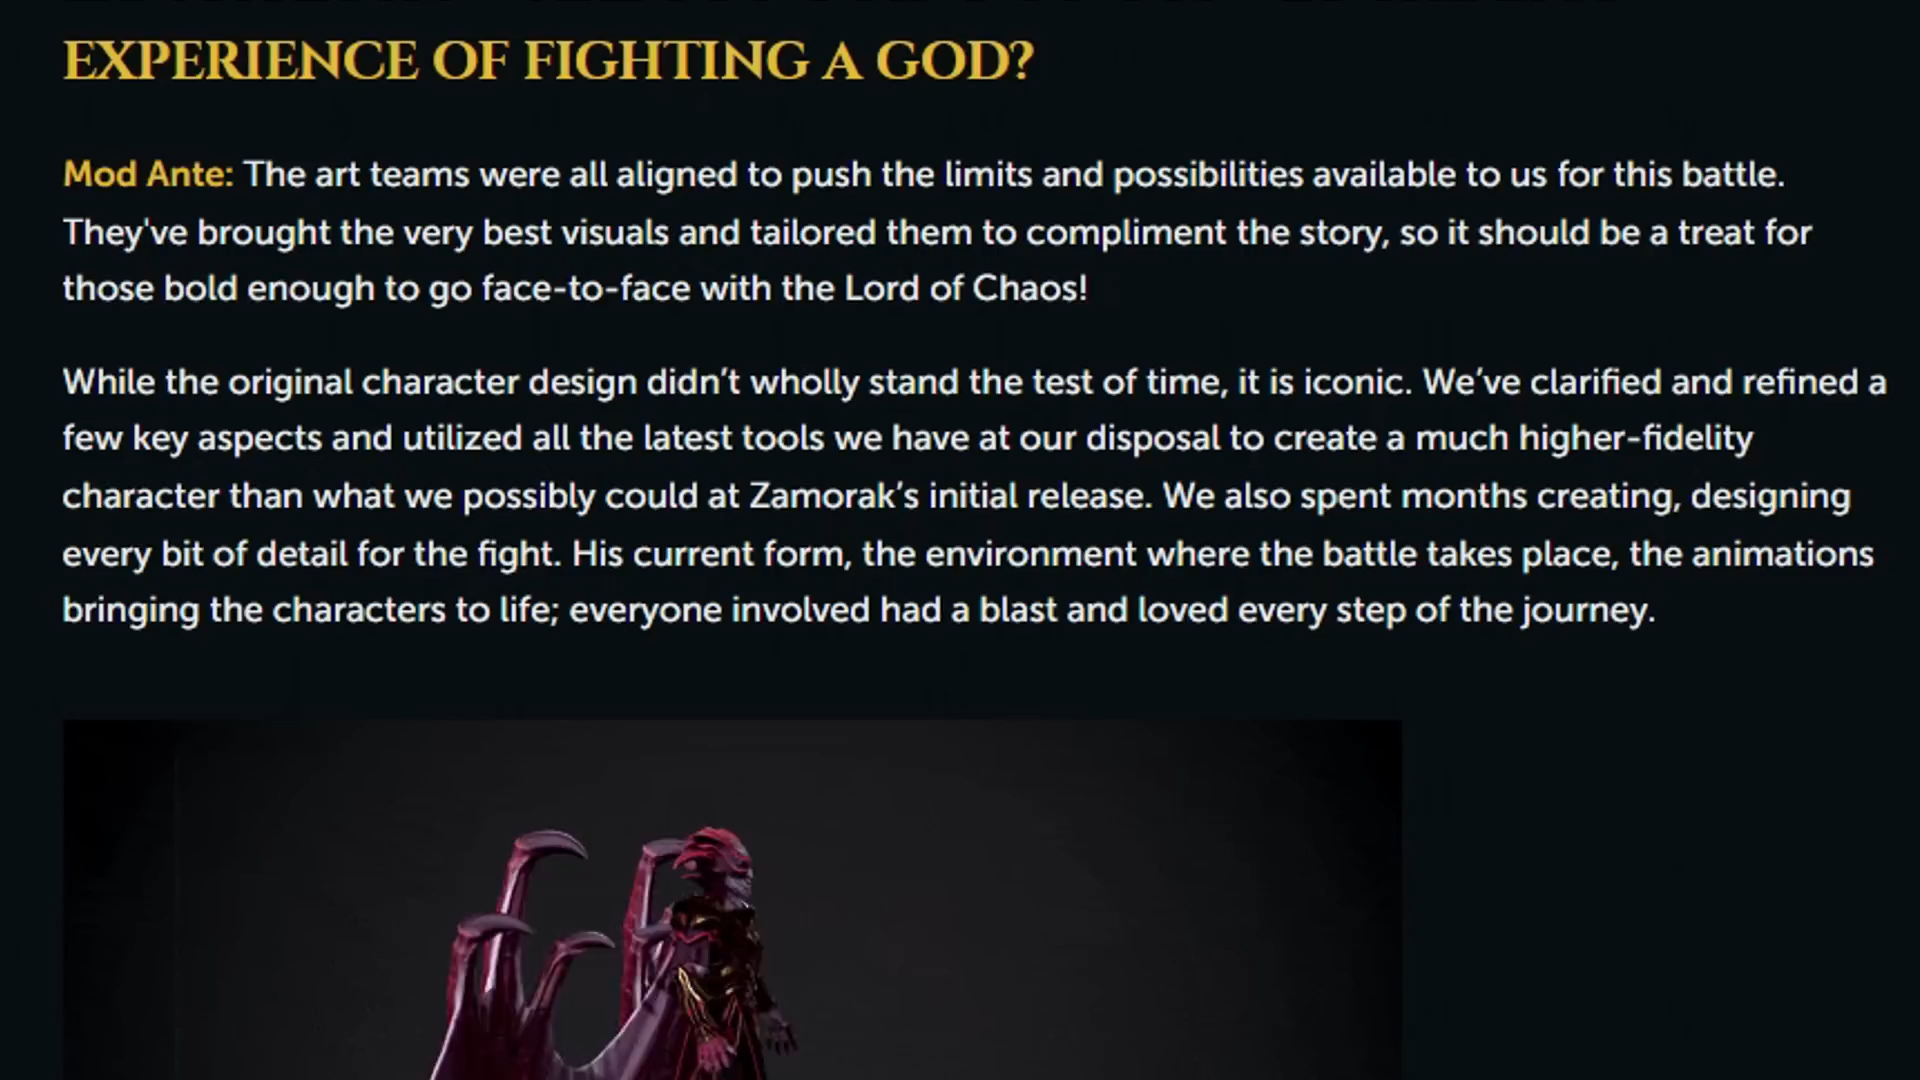 EXPERIENCE OF FIGHTING A GOD?
Mod Ante: The art teams were all aligned to push the limits and possibilities available to us for this battle.
They've brought the very best visuals and tailored them to compliment the story, so it should be a treat for
those bold enough to go face-to-face with the Lord of Chaos!
While the original character design didn’t wholly stand the test of time, it is iconic. We’ve clarified and refined a
few key aspects and utilized all the latest tools we have at our disposal to create a much higher-fidelity
character than what we possibly could at Zamorak’s initial release. We also spent months creating, designing
every bit of detail for the fight. His current form, the environment where the battle takes place, the animations
bringing the characters to life; everyone involved had a blast and loved every step of the journey.